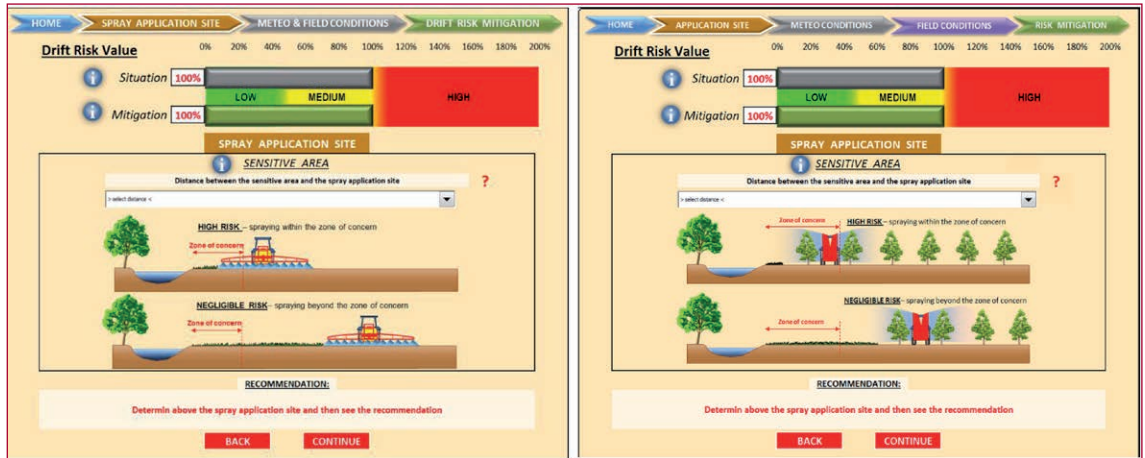 HOME SPRAY APPLICATION SITE METEO & FIELD CONDITIONS DRIFT RISK MITIGATION
Drift Risk Value 0% 20% 40% 60% 80% 100% 120% 140% 160% 180% 200%
Situation 100%
LOW MEDIUM HIGH
Mitigation 100%
SPRAY APPLICATION SITE
SENSITIVE AREA
Distance between the sensitive area and the spray application site ?
> select distance <
HIGH RISK – spraying within the zone of concern
Zone of concern
NEGLIGIBLE RISK – spraying beyond the zone of concern
Zone of concern
RECOMMENDATION:
Determin above the spray application site and then see the recommendation
BACK CONTINUE
HOME APPLICATION SITE METEO CONDITIONS FIELD CONDITIONS RISK MITIGATION
Drift Risk Value 0% 20% 40% 60% 80% 100% 120% 140% 160% 180% 200%
Situation 100%
LOW MEDIUM HIGH
Mitigation 100%
SPRAY APPLICATION SITE
SENSITIVE AREA
Distance between the sensitive area and the spray application site ?
> select distance <
Zone of concern HIGH RISK – spraying within the zone of concern
NEGLIGIBLE RISK – spraying beyond the zone of concern
Zone of concern
RECOMMENDATION:
Determin above the spray application site and then see the recommendation
BACK CONTINUE